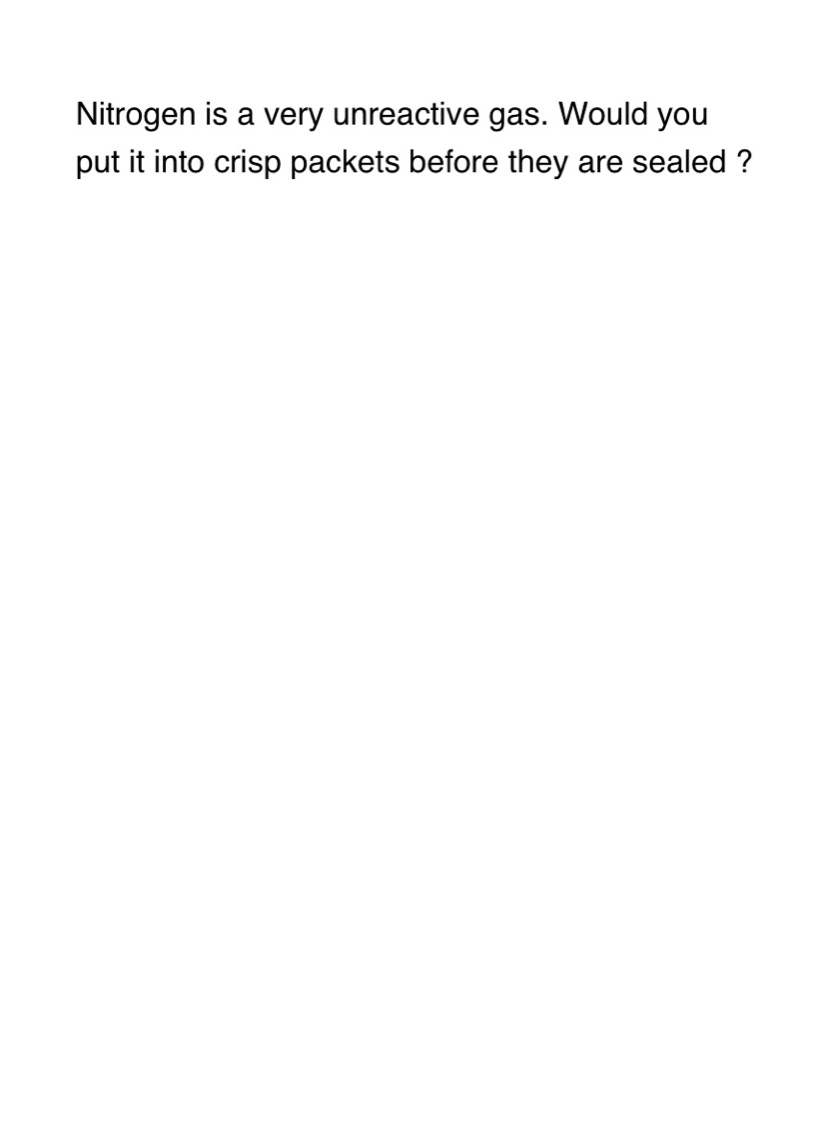 Nitrogen is a very unreactive gas. Would you
put it into crisp packets before they are sealed ?